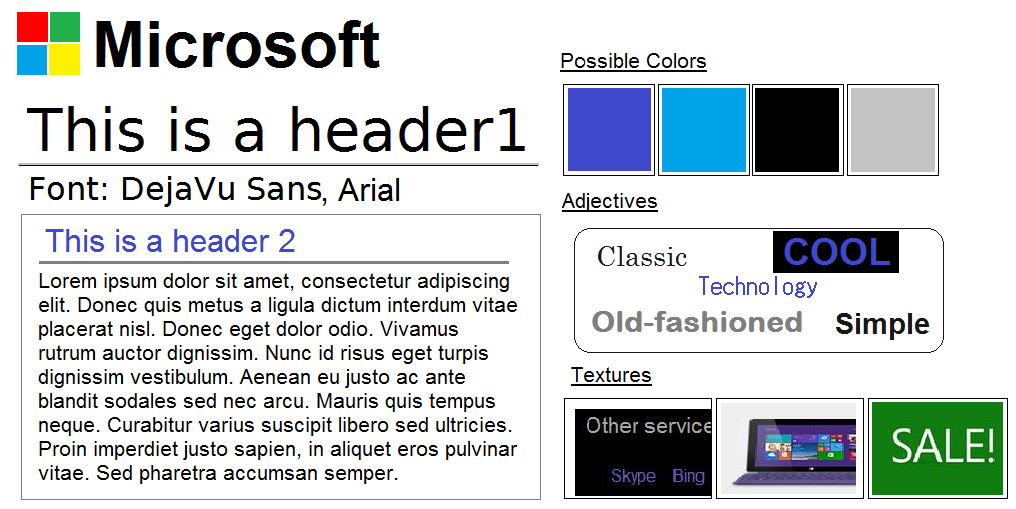 Microsoft
This is a header1
Font: DejaVu Sans, Arial
This is a header 2
Lorem ipsum dolor sit amet, consectetur adipiscing
elit. Donec quis metus a ligula dictum interdum vitae
placerat nisl. Donec eget dolor odio. Vivamus
rutrum auctor dignissim. Nunc id risus eget turpis
dignissim vestibulum. Aenean eu justo ac ante
blandit sodales sed nec arcu. Mauris quis tempus
neque. Curabitur varius suscipit libero sed ultricies.
Proin imperdiet justo sapien, in aliquet eros pulvinar
vitae. Sed pharetra accumsan semper.
Possible Colors
Adjectives
Classic
COOL
Technology
Old-fashioned
Simple
Textures
Other service
Skype Bing
SALE!